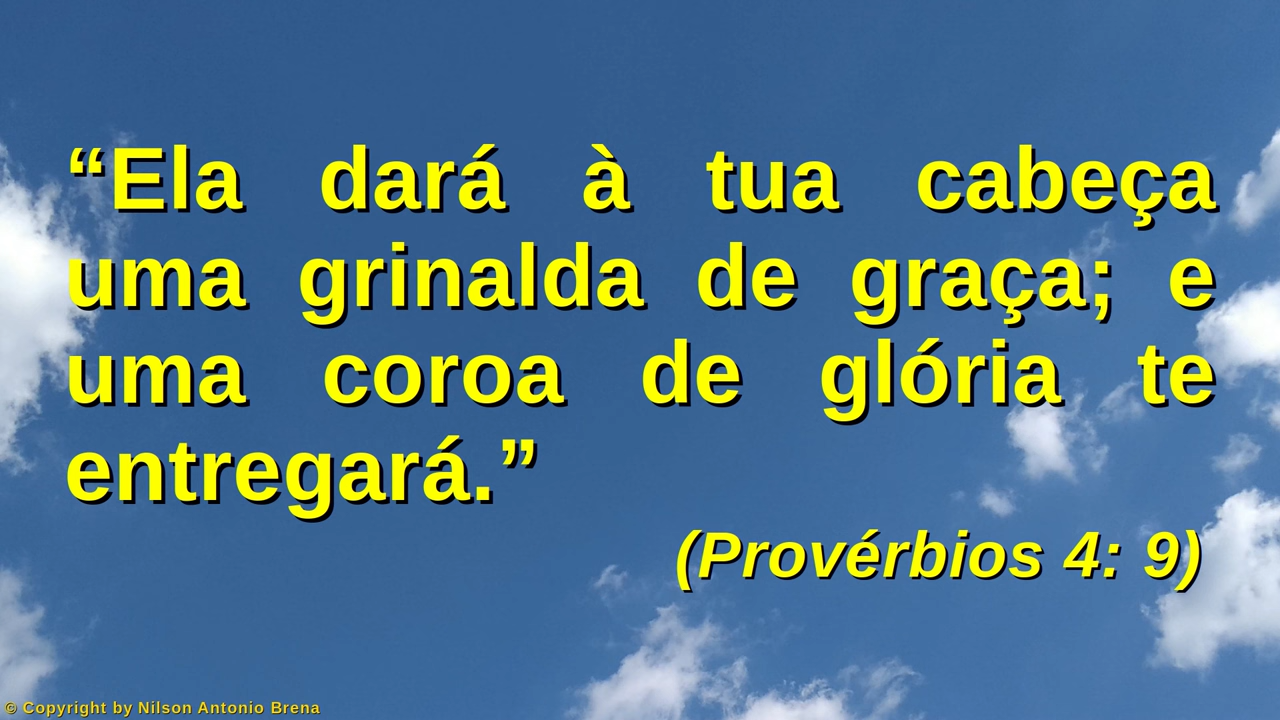 “Ela dará à tua cabeça
uma grinalda de graça; e
uma coroa de glória te
entregará.”
(Provérbios 4: 9)
© Copyright by Nilson Antonio Brena